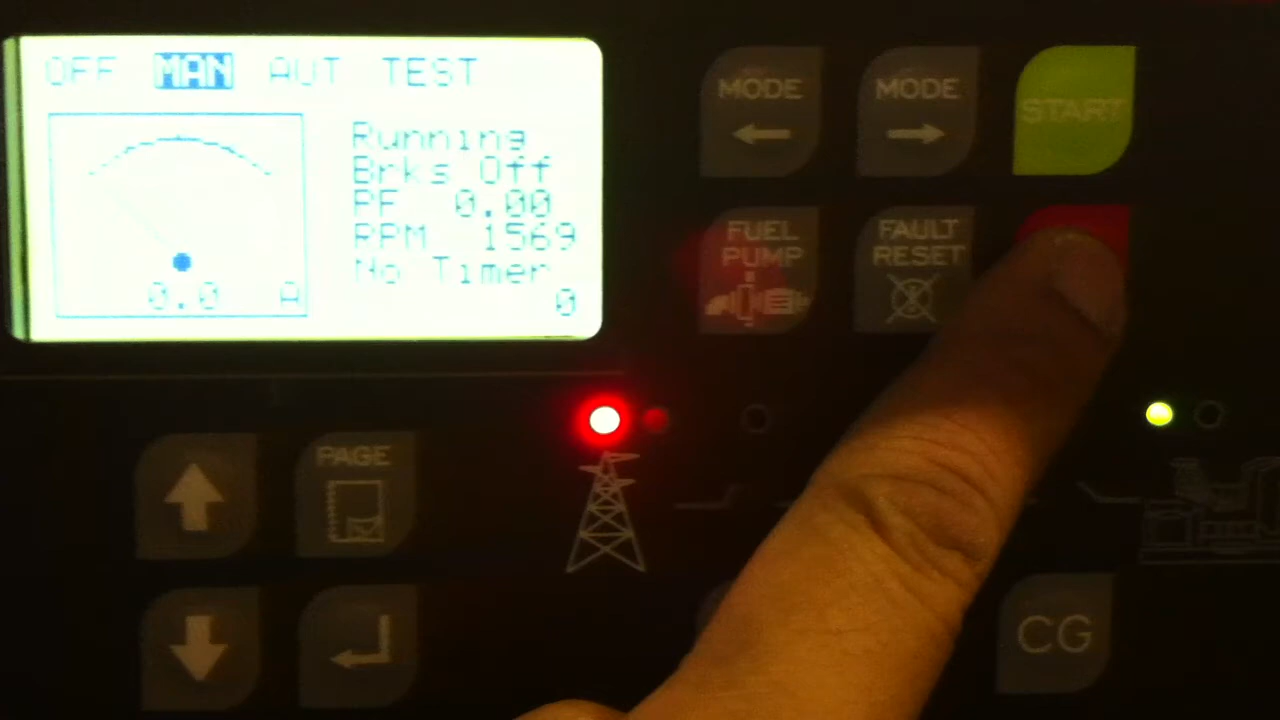 OFF MAN AUT TEST
Running
Brks Off
PF 0.00
RPM 1569
No Timer
0
0.0 A
MODE
MODE
START
FUEL
PUMP
FAULT
RESET
PAGE
CG